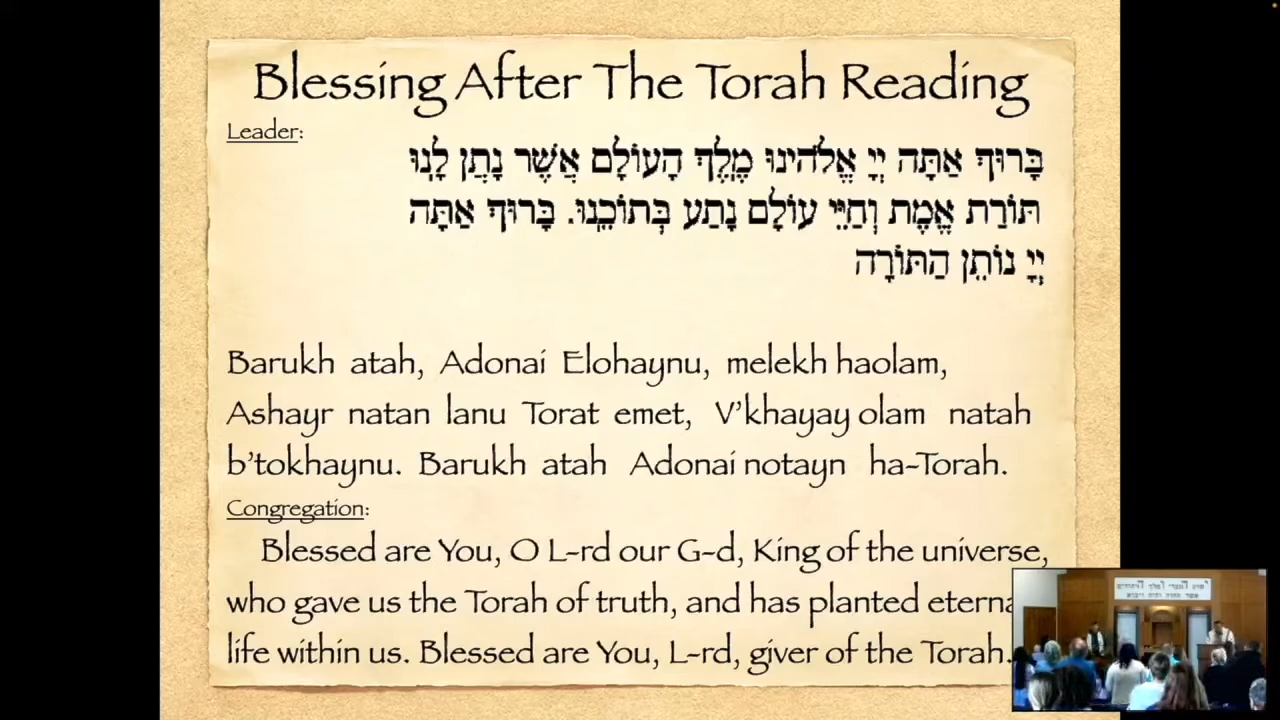 Blessing After The Torah Reading
Leader:
בָּרוּךְ אַתָּה יְיָ אֱלֹהֵינוּ מֶלֶךְ הָעוֹלָם אֲשֶׁר נָתַן לָנוּ
תּוֹרַת אֱמֶת וְחַיֵּי עוֹלָם נָטַע בְּתוֹכֵנוּ. בָּרוּךְ אַתָּה
יְיָ נוֹתֵן הַתּוֹרָה
Barukh atah, Adonai Elohaynu, melekh haolam,
Ashayr natan lanu Torat emet, V'khayay olam natah
b'tokhaynu. Barukh atah Adonai notayn ha-Torah.
Congregation:
Blessed are You, O L-rd our G-d, King of the universe,
who gave us the Torah of truth, and has planted eterna
life within us. Blessed are You, L-rd, giver of the Torah.